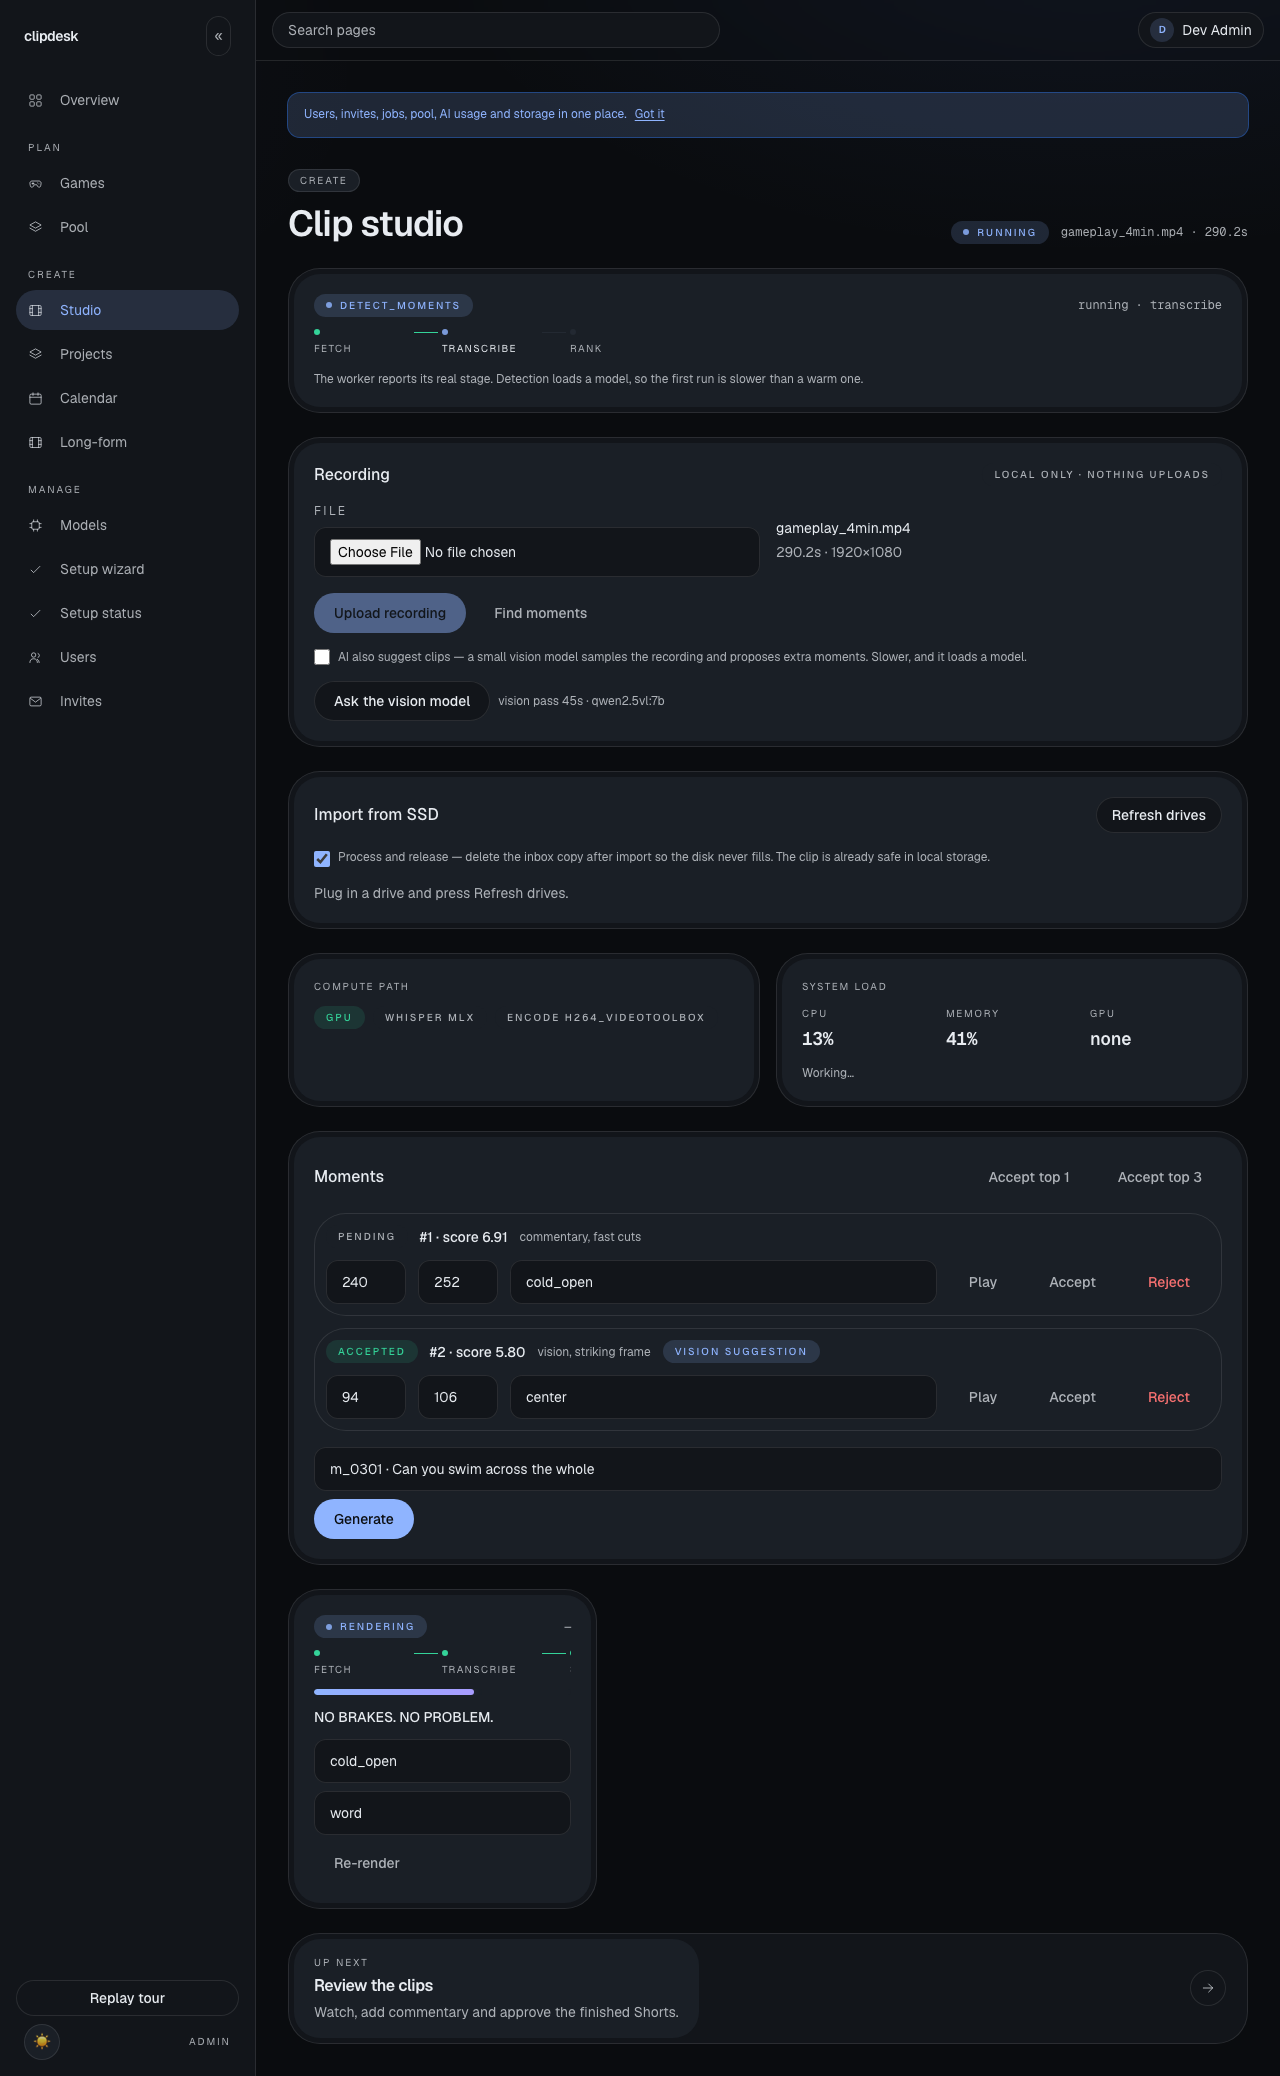 clipdesk
«
Search pages
D Dev Admin
Overview
PLAN
Games
Pool
CREATE
Studio
Projects
Calendar
Long-form
MANAGE
Models
Setup wizard
Setup status
Users
Invites
Replay tour
ADMIN
Users, invites, jobs, pool, AI usage and storage in one place. Got it
CREATE
Clip studio
RUNNING gameplay_4min.mp4 · 290.2s
DETECT_MOMENTS running · transcribe
FETCH TRANSCRIBE RANK
The worker reports its real stage. Detection loads a model, so the first run is slower than a warm one.
Recording LOCAL ONLY · NOTHING UPLOADS
FILE
Choose File No file chosen
gameplay_4min.mp4
290.2s · 1920×1080
Upload recording Find moments
AI also suggest clips — a small vision model samples the recording and proposes extra moments. Slower, and it loads a model.
Ask the vision model vision pass 45s · qwen2.5vl:7b
Import from SSD Refresh drives
Process and release — delete the inbox copy after import so the disk never fills. The clip is already safe in local storage.
Plug in a drive and press Refresh drives.
COMPUTE PATH
GPU WHISPER MLX ENCODE H264_VIDEOTOOLBOX
SYSTEM LOAD
CPU MEMORY GPU
13% 41% none
Working…
Moments Accept top 1 Accept top 3
PENDING #1 · score 6.91 commentary, fast cuts
240 252 cold_open Play Accept Reject
ACCEPTED #2 · score 5.80 vision, striking frame VISION SUGGESTION
94 106 center Play Accept Reject
m_0301 · Can you swim across the whole
Generate
RENDERING —
FETCH TRANSCRIBE
NO BRAKES. NO PROBLEM.
cold_open
word
Re-render
UP NEXT
Review the clips
Watch, add commentary and approve the finished Shorts.